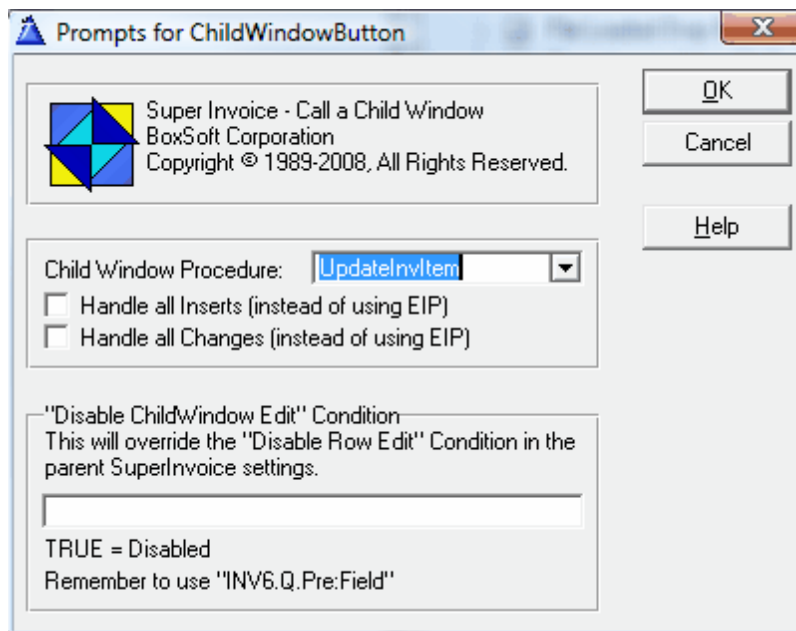 Prompts for ChildWindowButton
Super Invoice - Call a Child Window
BoxSoft Corporation
Copyright © 1989-2008, All Rights Reserved.
OK
Cancel
Help
Child Window Procedure: UpdateInvItem
Handle all Inserts (instead of using EIP)
Handle all Changes (instead of using EIP)
"Disable ChildWindow Edit" Condition
This will override the "Disable Row Edit" Condition in the
parent SuperInvoice settings.
TRUE = Disabled
Remember to use "INV6.Q.Pre:Field"